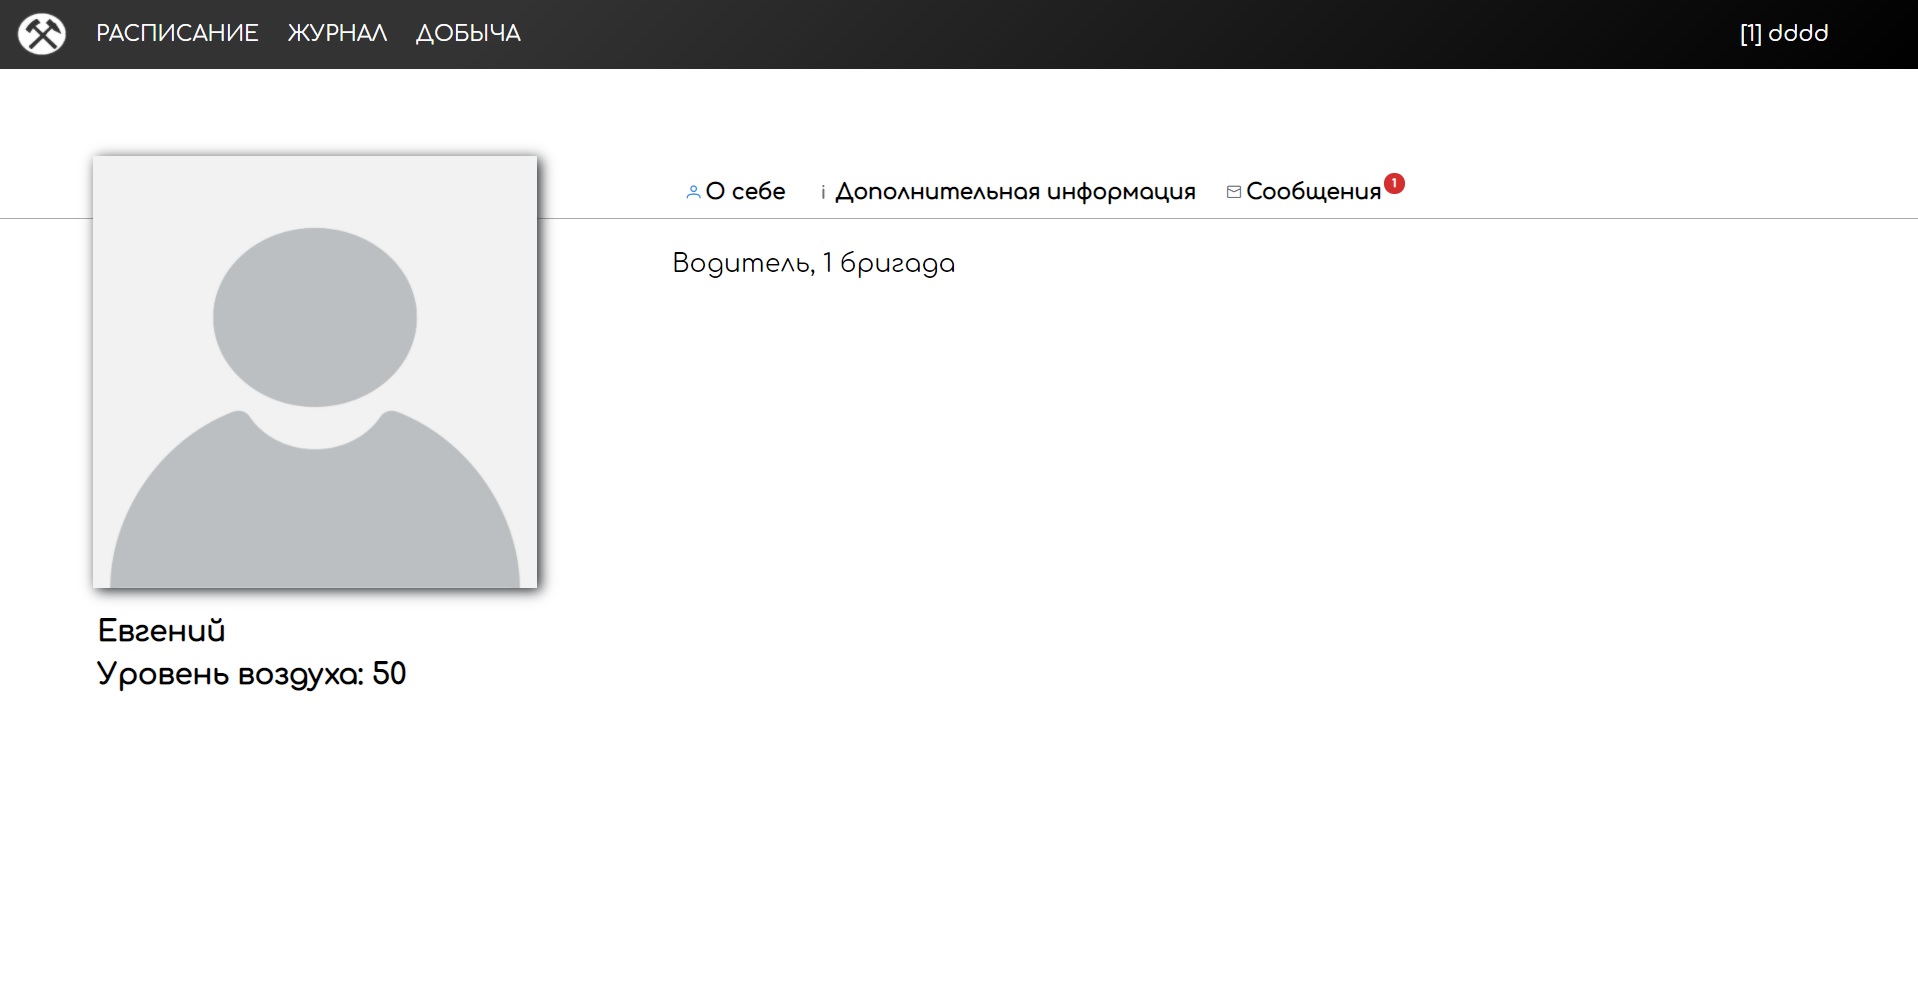 РАСПИСАНИЕ ЖУРНАЛ ДОБЫЧА [1] dddd
О себе i Дополнительная информация Сообщения 1
Водитель, 1 бригада
Евгений
Уровень воздуха: 50